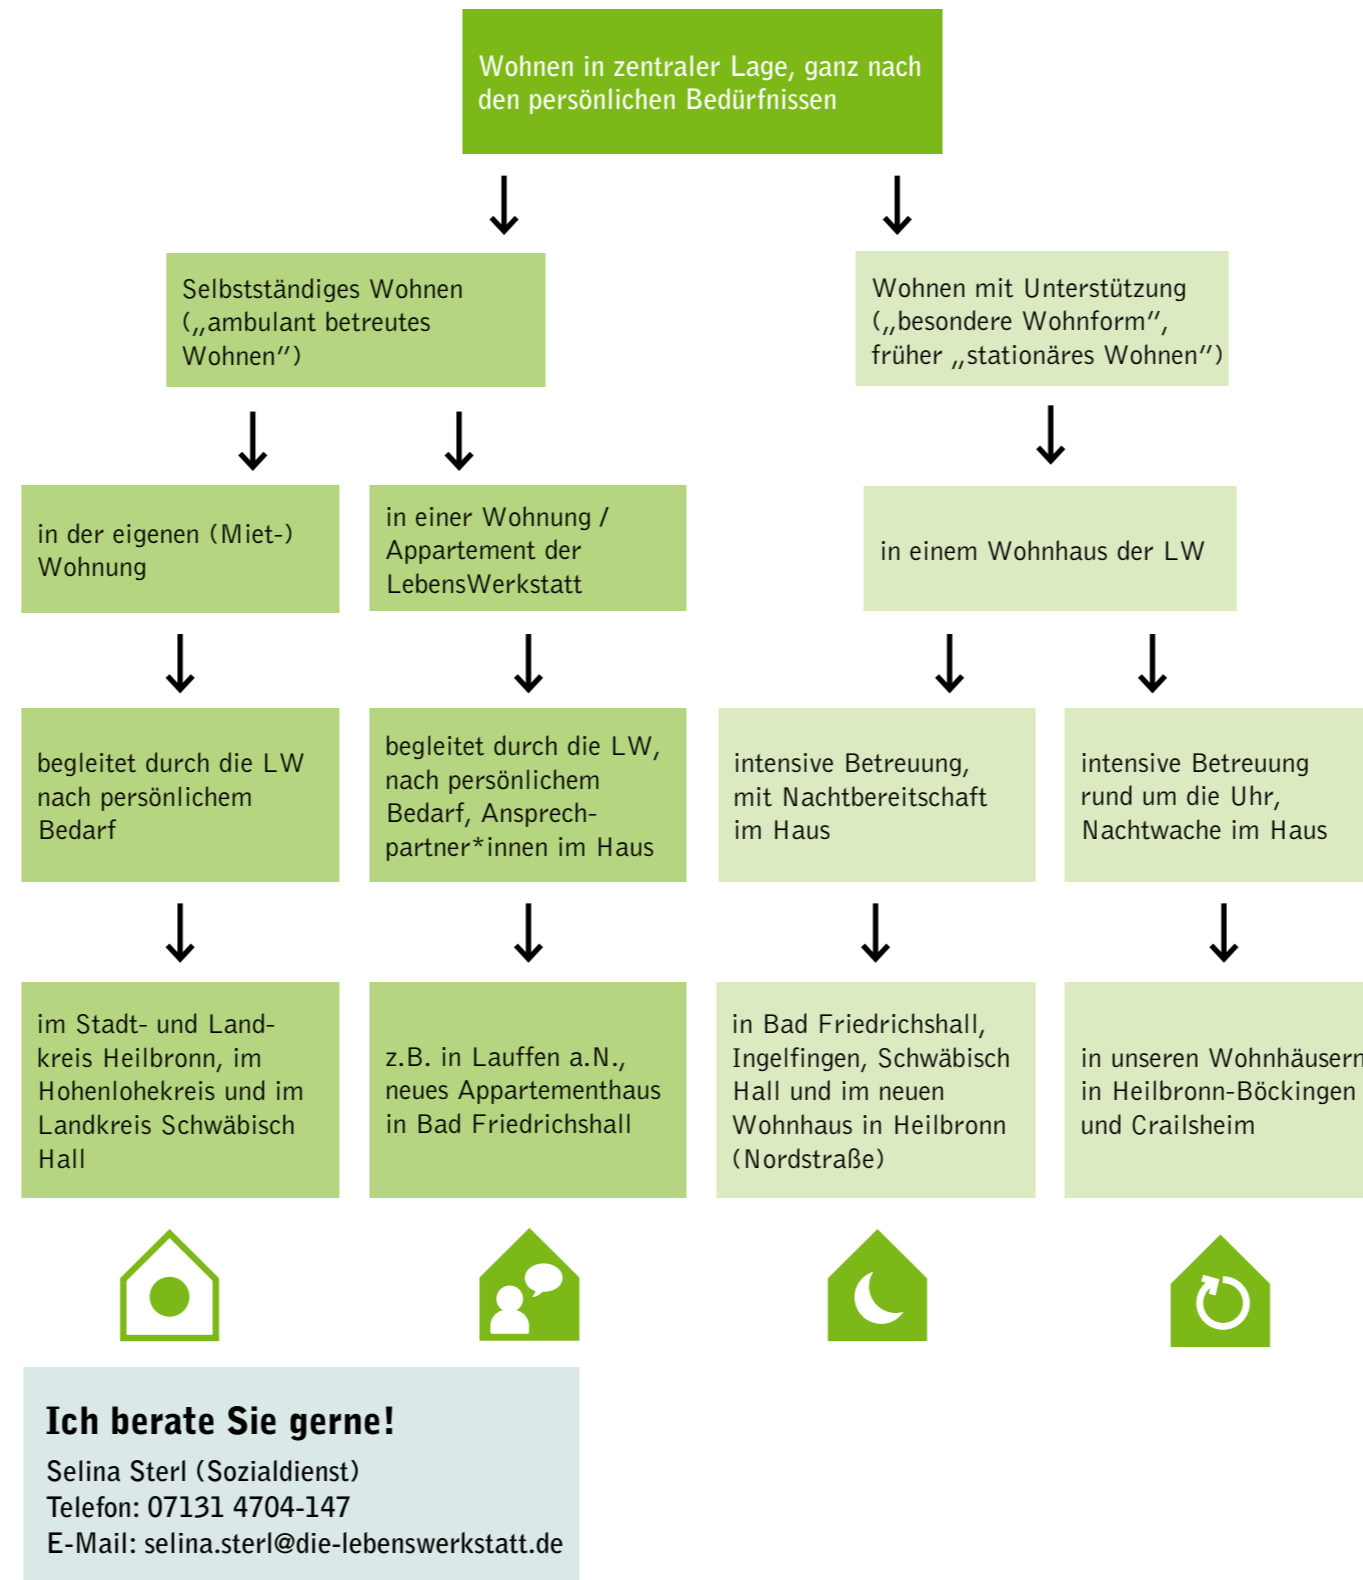 Wohnen in zentraler Lage, ganz nach
den persönlichen Bedürfnissen
Selbstständiges Wohnen
(„ambulant betreutes
Wohnen“)
Wohnen mit Unterstützung
(„besondere Wohnform“,
früher „stationäres Wohnen“)
in der eigenen (Miet-)
Wohnung
in einer Wohnung /
Appartement der
LebensWerkstatt
in einem Wohnhaus der LW
begleitet durch die LW
nach persönlichem
Bedarf
begleitet durch die LW,
nach persönlichem
Bedarf, Ansprech-
partner*innen im Haus
intensive Betreuung,
mit Nachtbereitschaft
im Haus
intensive Betreuung
rund um die Uhr,
Nachtwache im Haus
im Stadt- und Land-
kreis Heilbronn, im
Hohenlohekreis und im
Landkreis Schwäbisch
Hall
z.B. in Lauffen a.N.,
neues Appartementhaus
in Bad Friedrichshall
in Bad Friedrichshall,
Ingelfingen, Schwäbisch
Hall und im neuen
Wohnhaus in Heilbronn
(Nordstraße)
in unseren Wohnhäusern
in Heilbronn-Böckingen
und Crailsheim
Ich berate Sie gerne!
Selina Sterl (Sozialdienst)
Telefon: 07131 4704-147
E-Mail: selina.sterl@die-lebenswerkstatt.de